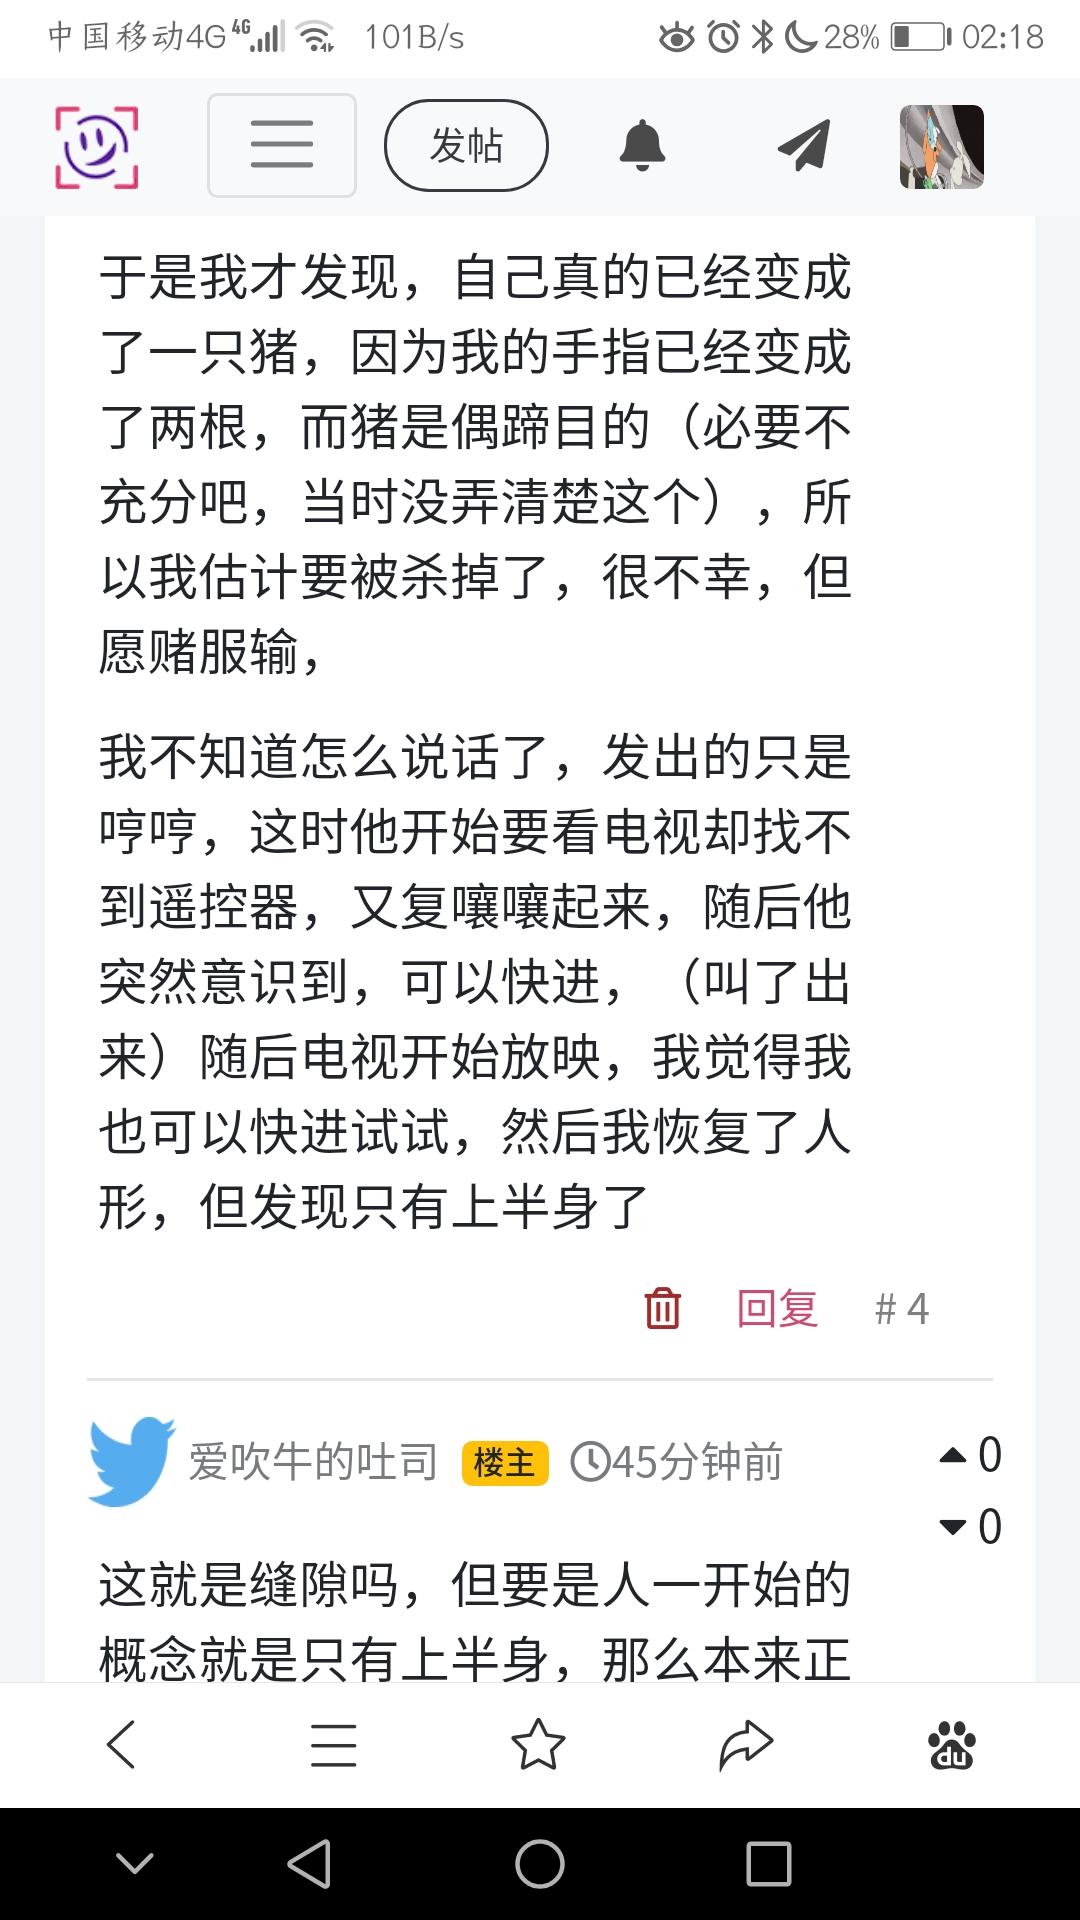 中国移动4G 4G 101B/s 28% 02:18
发帖
于是我才发现，自己真的已经变成
了一只猪，因为我的手指已经变成
了两根，而猪是偶蹄目的（必要不
充分吧，当时没弄清楚这个），所
以我估计要被杀掉了，很不幸，但
愿赌服输，
我不知道怎么说话了，发出的只是
哼哼，这时他开始要看电视却找不
到遥控器，又复嚷嚷起来，随后他
突然意识到，可以快进，（叫了出
来）随后电视开始放映，我觉得我
也可以快进试试，然后我恢复了人
形，但发现只有上半身了
回复 #4
爱吹牛的吐司 楼主 45分钟前 0
0
这就是缝隙吗，但要是人一开始的
概念就是只有上半身，那么本来正
du